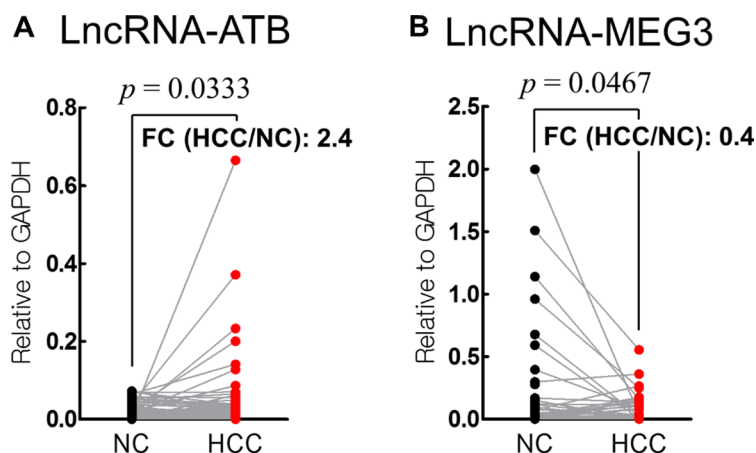 A LncRNA-ATB
p = 0.0333
FC (HCC/NC): 2.4
Relative to GAPDH
0.8
0.6
0.4
0.2
0.0
NC HCC
B LncRNA-MEG3
p = 0.0467
FC (HCC/NC): 0.4
Relative to GAPDH
2.5
2.0
1.5
1.0
0.5
0.0
NC HCC